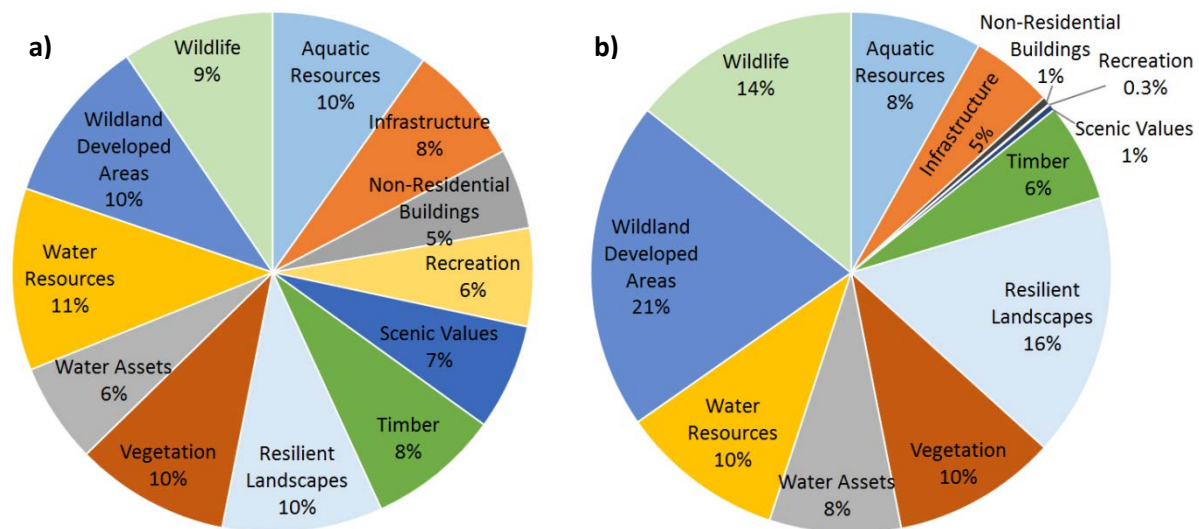 a)
Aquatic
Resources
10%
Infrastructure
8%
Non-Residential
Buildings
5%
Recreation
6%
Scenic Values
7%
Timber
8%
Resilient
Landscapes
10%
Vegetation
10%
Water Assets
6%
Water
Resources
11%
Wildland
Developed
Areas
10%
Wildlife
9%
b)
Aquatic
Resources
8%
Infrastructure
5%
Non-Residential
Buildings
1%
Recreation
0.3%
Scenic Values
1%
Timber
6%
Resilient
Landscapes
16%
Vegetation
10%
Water Assets
8%
Water
Resources
10%
Wildland
Developed
Areas
21%
Wildlife
14%